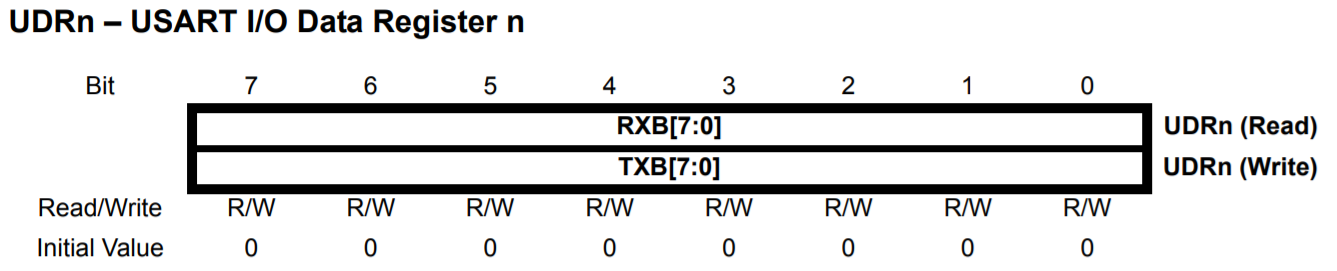 UDRn – USART I/O Data Register n
Bit 7 6 5 4 3 2 1 0
RXB[7:0] UDRn (Read)
TXB[7:0] UDRn (Write)
Read/Write R/W R/W R/W R/W R/W R/W R/W R/W
Initial Value 0 0 0 0 0 0 0 0